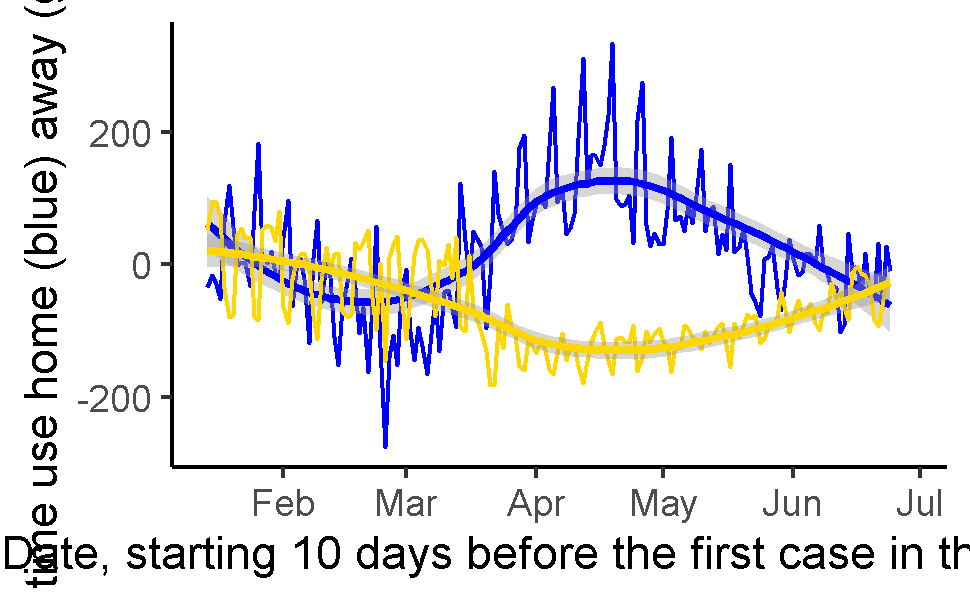 time use home (blue) away (
200
0
-200
Feb Mar Apr May Jun Jul
Date, starting 10 days before the first case in th